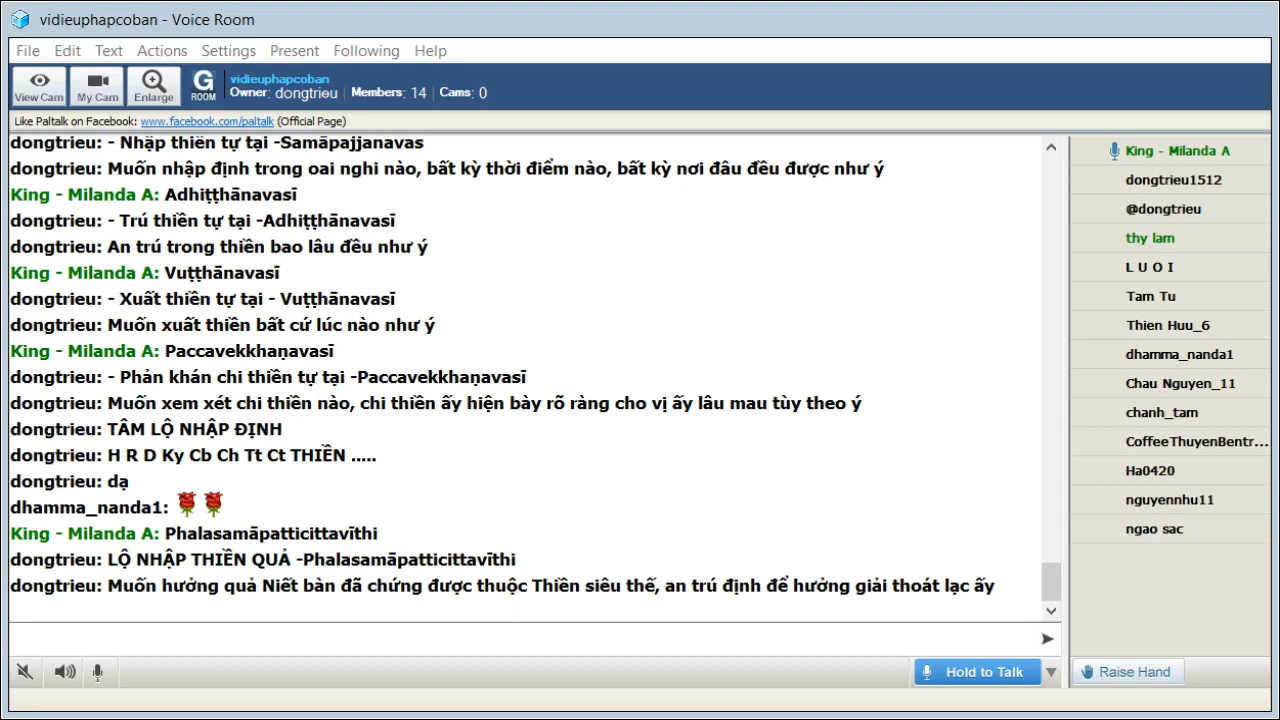 vidieuphapcoban - Voice Room
File Edit Text Actions Settings Present Following Help
View Cam My Cam Enlarge G ROOM vidieuphapcoban
Owner: dongtrieu | Members: 14 | Cams: 0
Like Paltalk on Facebook: www.facebook.com/paltalk (Official Page)
dongtrieu: - Nhập thiền tự tại -Samāpajjanavas
dongtrieu: Muốn nhập định trong oai nghi nào, bất kỳ thời điểm nào, bất kỳ nơi đâu đều được như ý
King - Milanda A: Adhiṭṭhānavasī
dongtrieu: - Trú thiền tự tại -Adhiṭṭhānavasī
dongtrieu: An trú trong thiền bao lâu đều như ý
King - Milanda A: Vuṭṭhānavasī
dongtrieu: - Xuất thiền tự tại - Vuṭṭhānavasī
dongtrieu: Muốn xuất thiền bất cứ lúc nào như ý
King - Milanda A: Paccavekkhaṇavasī
dongtrieu: - Phản khán chi thiền tự tại -Paccavekkhaṇavasī
dongtrieu: Muốn xem xét chi thiền nào, chi thiền ấy hiện bày rõ ràng cho vị ấy lâu mau tùy theo ý
dongtrieu: TÂM LỘ NHẬP ĐỊNH
dongtrieu: H R D Ky Cb Ch Tt Ct THIỀN .....
dongtrieu: dạ
dhamma_nanda1:
King - Milanda A: Phalasamāpatticittavīthi
dongtrieu: LỘ NHẬP THIỀN QUẢ -Phalasamāpatticittavīthi
dongtrieu: Muốn hưởng quả Niết bàn đã chứng được thuộc Thiền siêu thế, an trú định để hưởng giải thoát lạc ấy
King - Milanda A
dongtrieu1512
@dongtrieu
thy lam
L U O I
Tam Tu
Thien Huu_6
dhamma_nanda1
Chau Nguyen_11
chanh_tam
CoffeeThuyenBentr...
Ha0420
nguyennhu11
ngao sac
Hold to Talk
Raise Hand